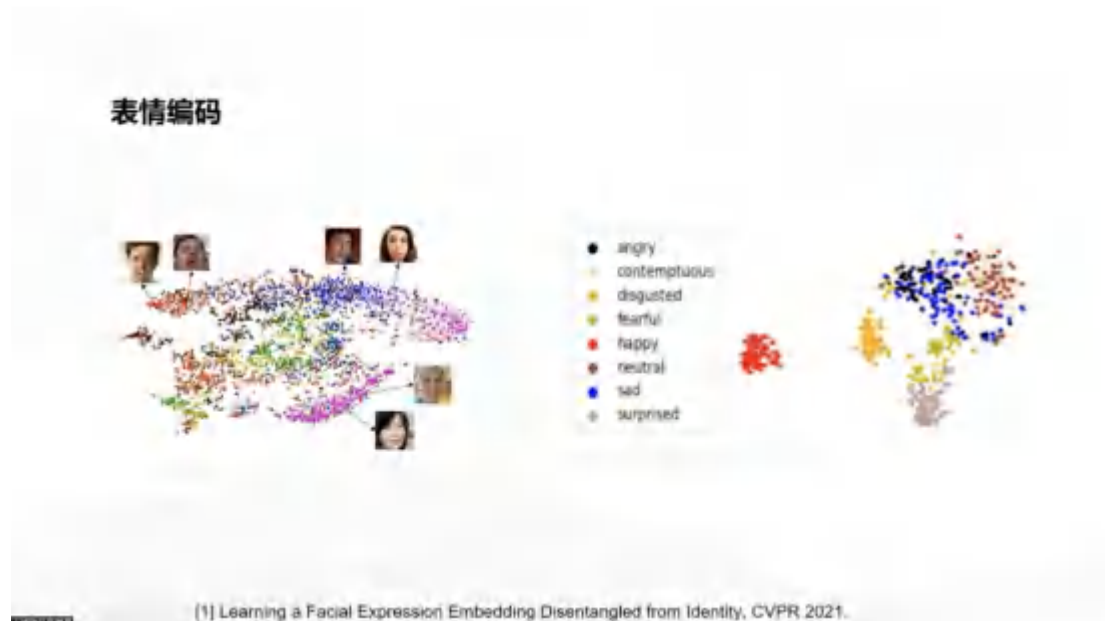 表情编码
angry
contemptuous
disgusted
fearful
happy
neutral
sad
surprised
[1] Learning a Facial Expression Embedding Disentangled from Identity, CVPR 2021.